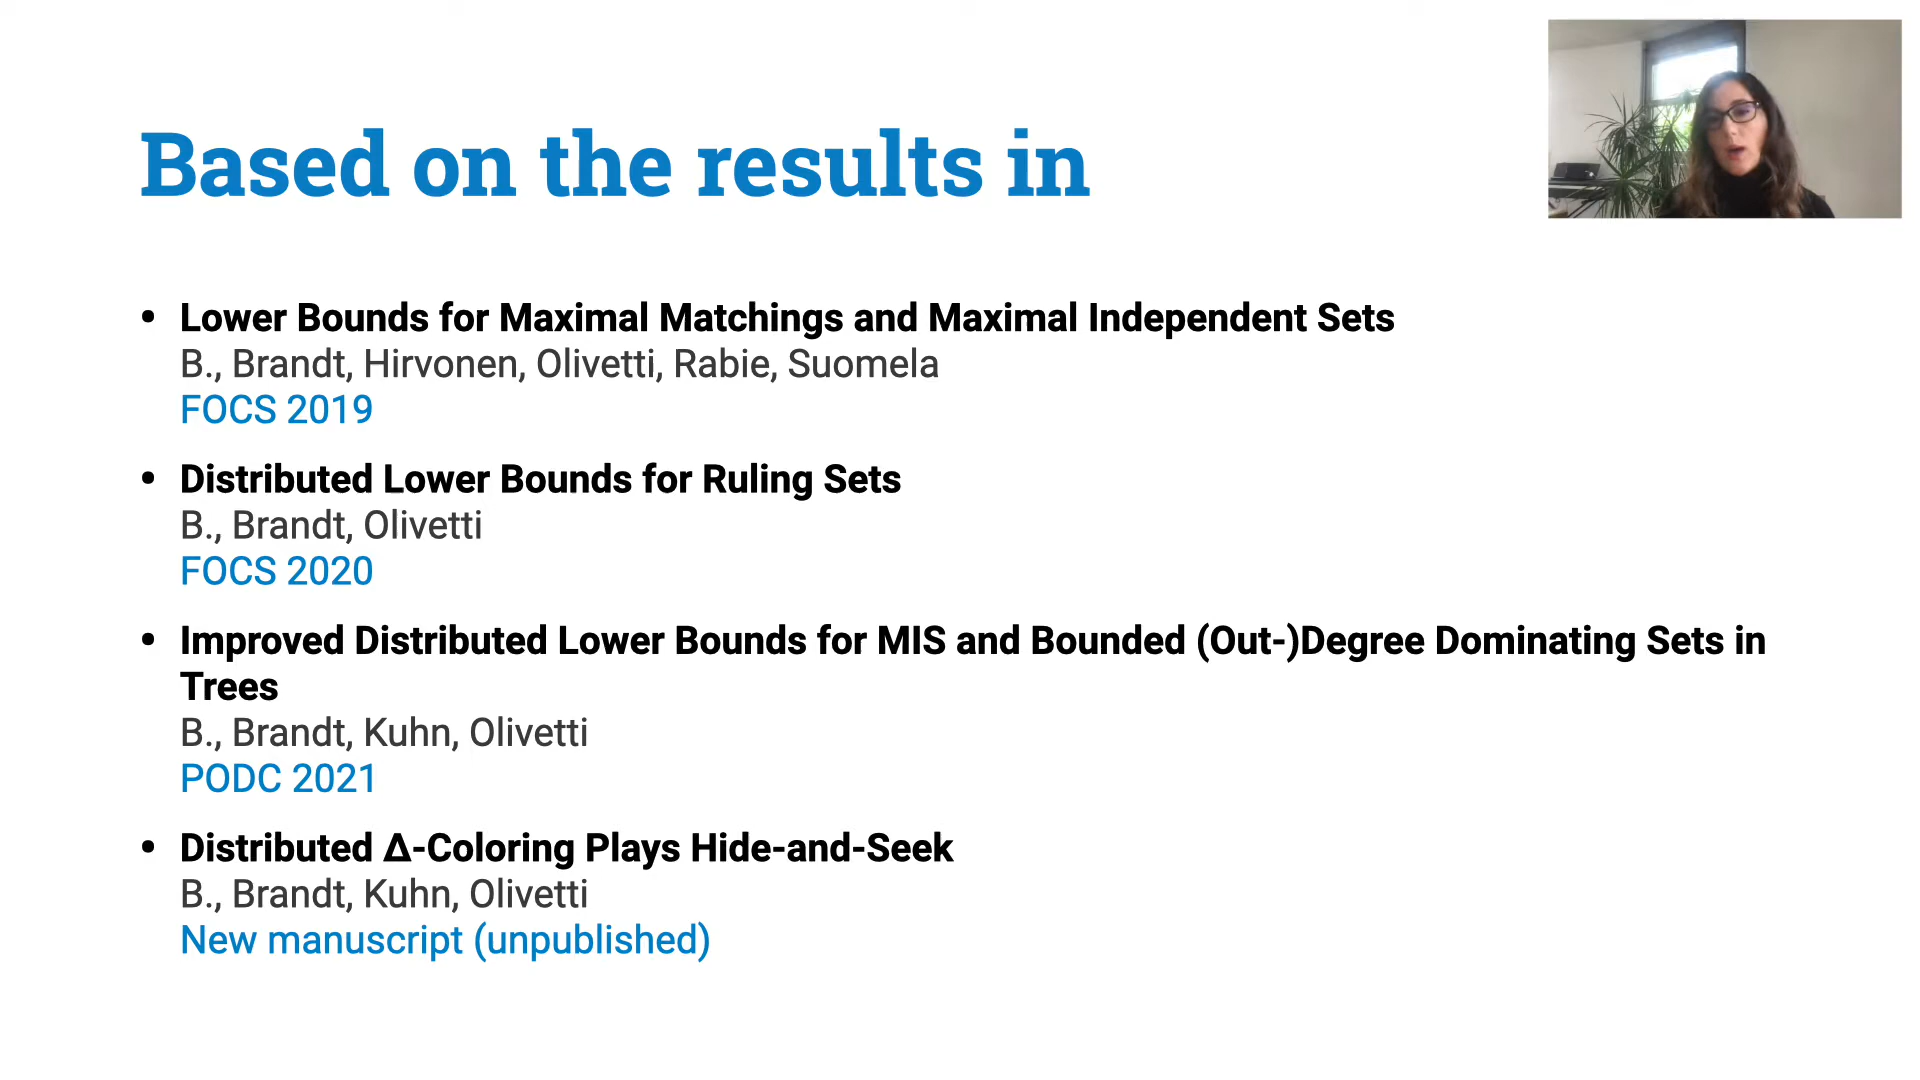 Based on the results in
• Lower Bounds for Maximal Matchings and Maximal Independent Sets
B., Brandt, Hirvonen, Olivetti, Rabie, Suomela
FOCS 2019
• Distributed Lower Bounds for Ruling Sets
B., Brandt, Olivetti
FOCS 2020
• Improved Distributed Lower Bounds for MIS and Bounded (Out-)Degree Dominating Sets in
Trees
B., Brandt, Kuhn, Olivetti
PODC 2021
• Distributed Δ-Coloring Plays Hide-and-Seek
B., Brandt, Kuhn, Olivetti
New manuscript (unpublished)